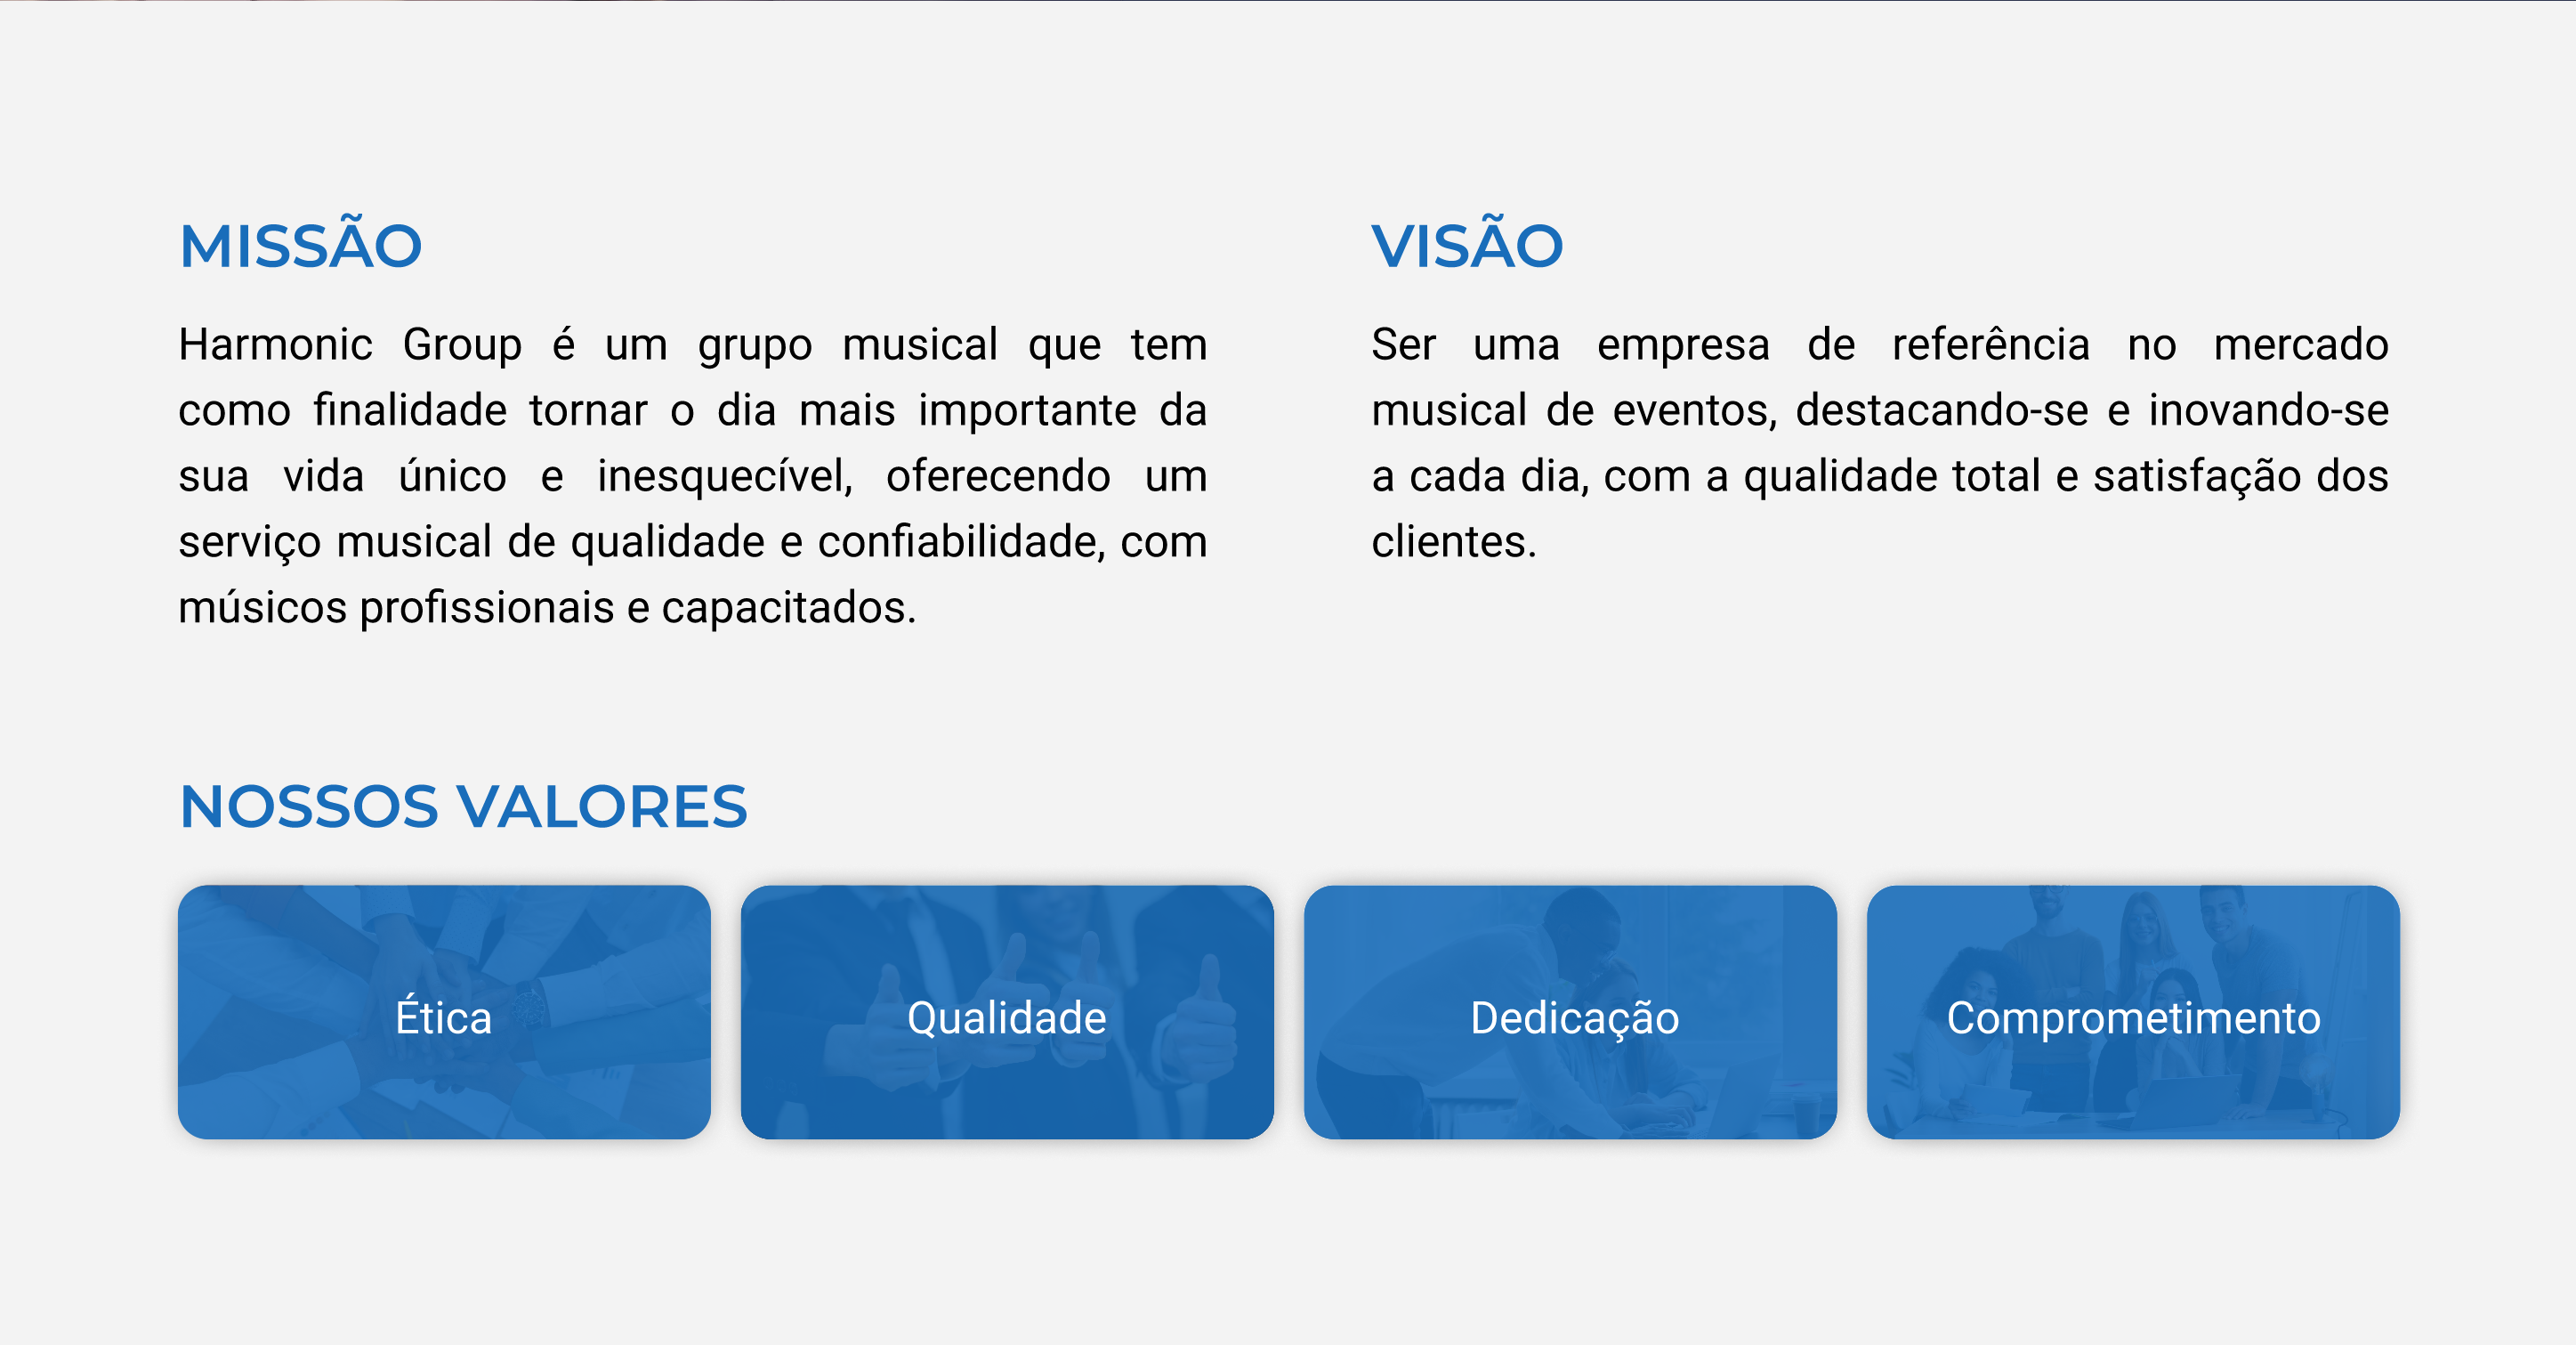 MISSÃO
Harmonic Group é um grupo musical que tem
como finalidade tornar o dia mais importante da
sua vida único e inesquecível, oferecendo um
serviço musical de qualidade e confiabilidade, com
músicos profissionais e capacitados.
VISÃO
Ser uma empresa de referência no mercado
musical de eventos, destacando-se e inovando-se
a cada dia, com a qualidade total e satisfação dos
clientes.
NOSSOS VALORES
Ética
Qualidade
Dedicação
Comprometimento